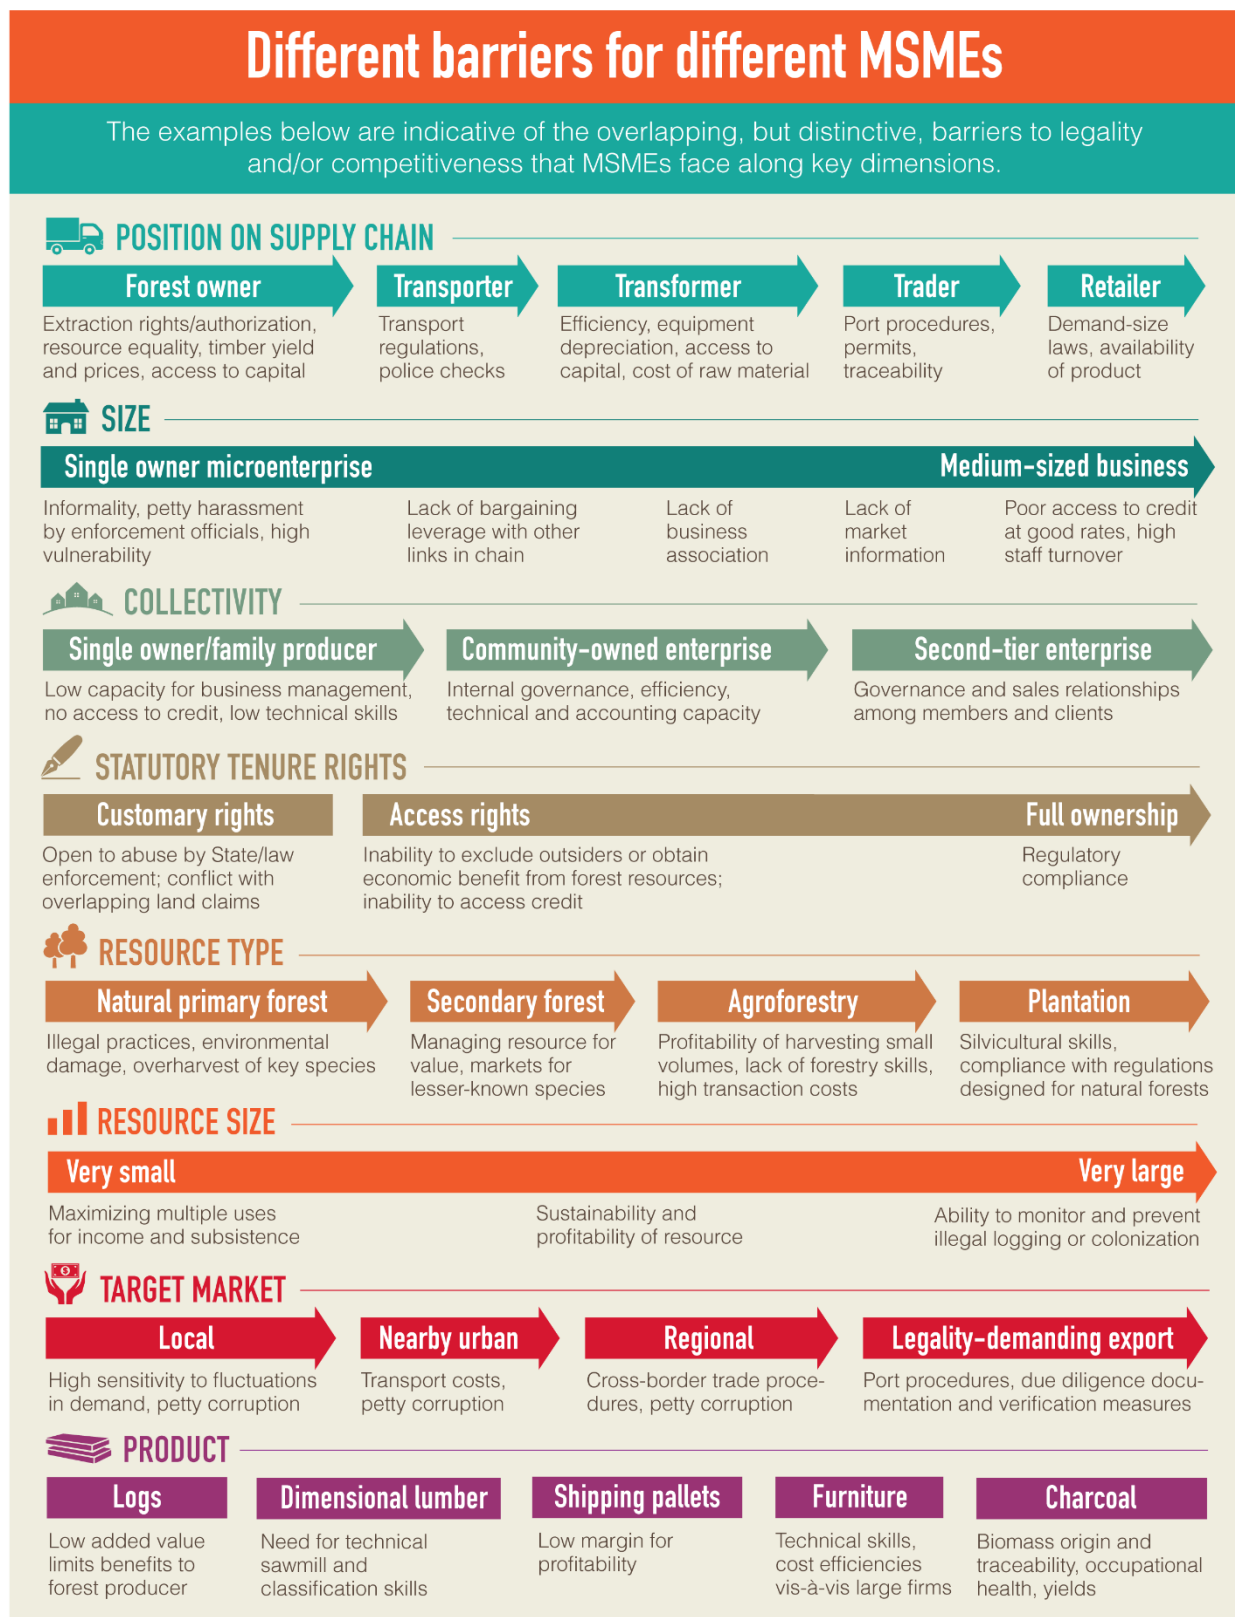 Different barriers for different MSMEs
The examples below are indicative of the overlapping, but distinctive, barriers to legality
and/or competitiveness that MSMEs face along key dimensions.
POSITION ON SUPPLY CHAIN
Forest owner
Extraction rights/authorization,
resource equality, timber yield
and prices, access to capital
Transporter
Transport
regulations,
police checks
Transformer
Efficiency, equipment
depreciation, access to
capital, cost of raw material
Trader
Port procedures,
permits,
traceability
Retailer
Demand-size
laws, availability
of product
SIZE
Single owner microenterprise
Medium-sized business
Informality, petty harassment
by enforcement officials, high
vulnerability
Lack of bargaining
leverage with other
links in chain
Lack of
business
association
Lack of
market
information
Poor access to credit
at good rates, high
staff turnover
COLLECTIVITY
Single owner/family producer
Low capacity for business management,
no access to credit, low technical skills
Community-owned enterprise
Internal governance, efficiency,
technical and accounting capacity
Second-tier enterprise
Governance and sales relationships
among members and clients
STATUTORY TENURE RIGHTS
Customary rights
Open to abuse by State/law
enforcement; conflict with
overlapping land claims
Access rights
Inability to exclude outsiders or obtain
economic benefit from forest resources;
inability to access credit
Full ownership
Regulatory
compliance
RESOURCE TYPE
Natural primary forest
Illegal practices, environmental
damage, overharvest of key species
Secondary forest
Managing resource for
value, markets for
lesser-known species
Agroforestry
Profitability of harvesting small
volumes, lack of forestry skills,
high transaction costs
Plantation
Silvicultural skills,
compliance with regulations
designed for natural forests
RESOURCE SIZE
Very small
Very large
Maximizing multiple uses
for income and subsistence
Sustainability and
profitability of resource
Ability to monitor and prevent
illegal logging or colonization
TARGET MARKET
Local
High sensitivity to fluctuations
in demand, petty corruption
Nearby urban
Transport costs,
petty corruption
Regional
Cross-border trade proce-
dures, petty corruption
Legality-demanding export
Port procedures, due diligence docu-
mentation and verification measures
PRODUCT
Logs
Low added value
limits benefits to
forest producer
Dimensional lumber
Need for technical
sawmill and
classification skills
Shipping pallets
Low margin for
profitability
Furniture
Technical skills,
cost efficiencies
vis-à-vis large firms
Charcoal
Biomass origin and
traceability, occupational
health, yields